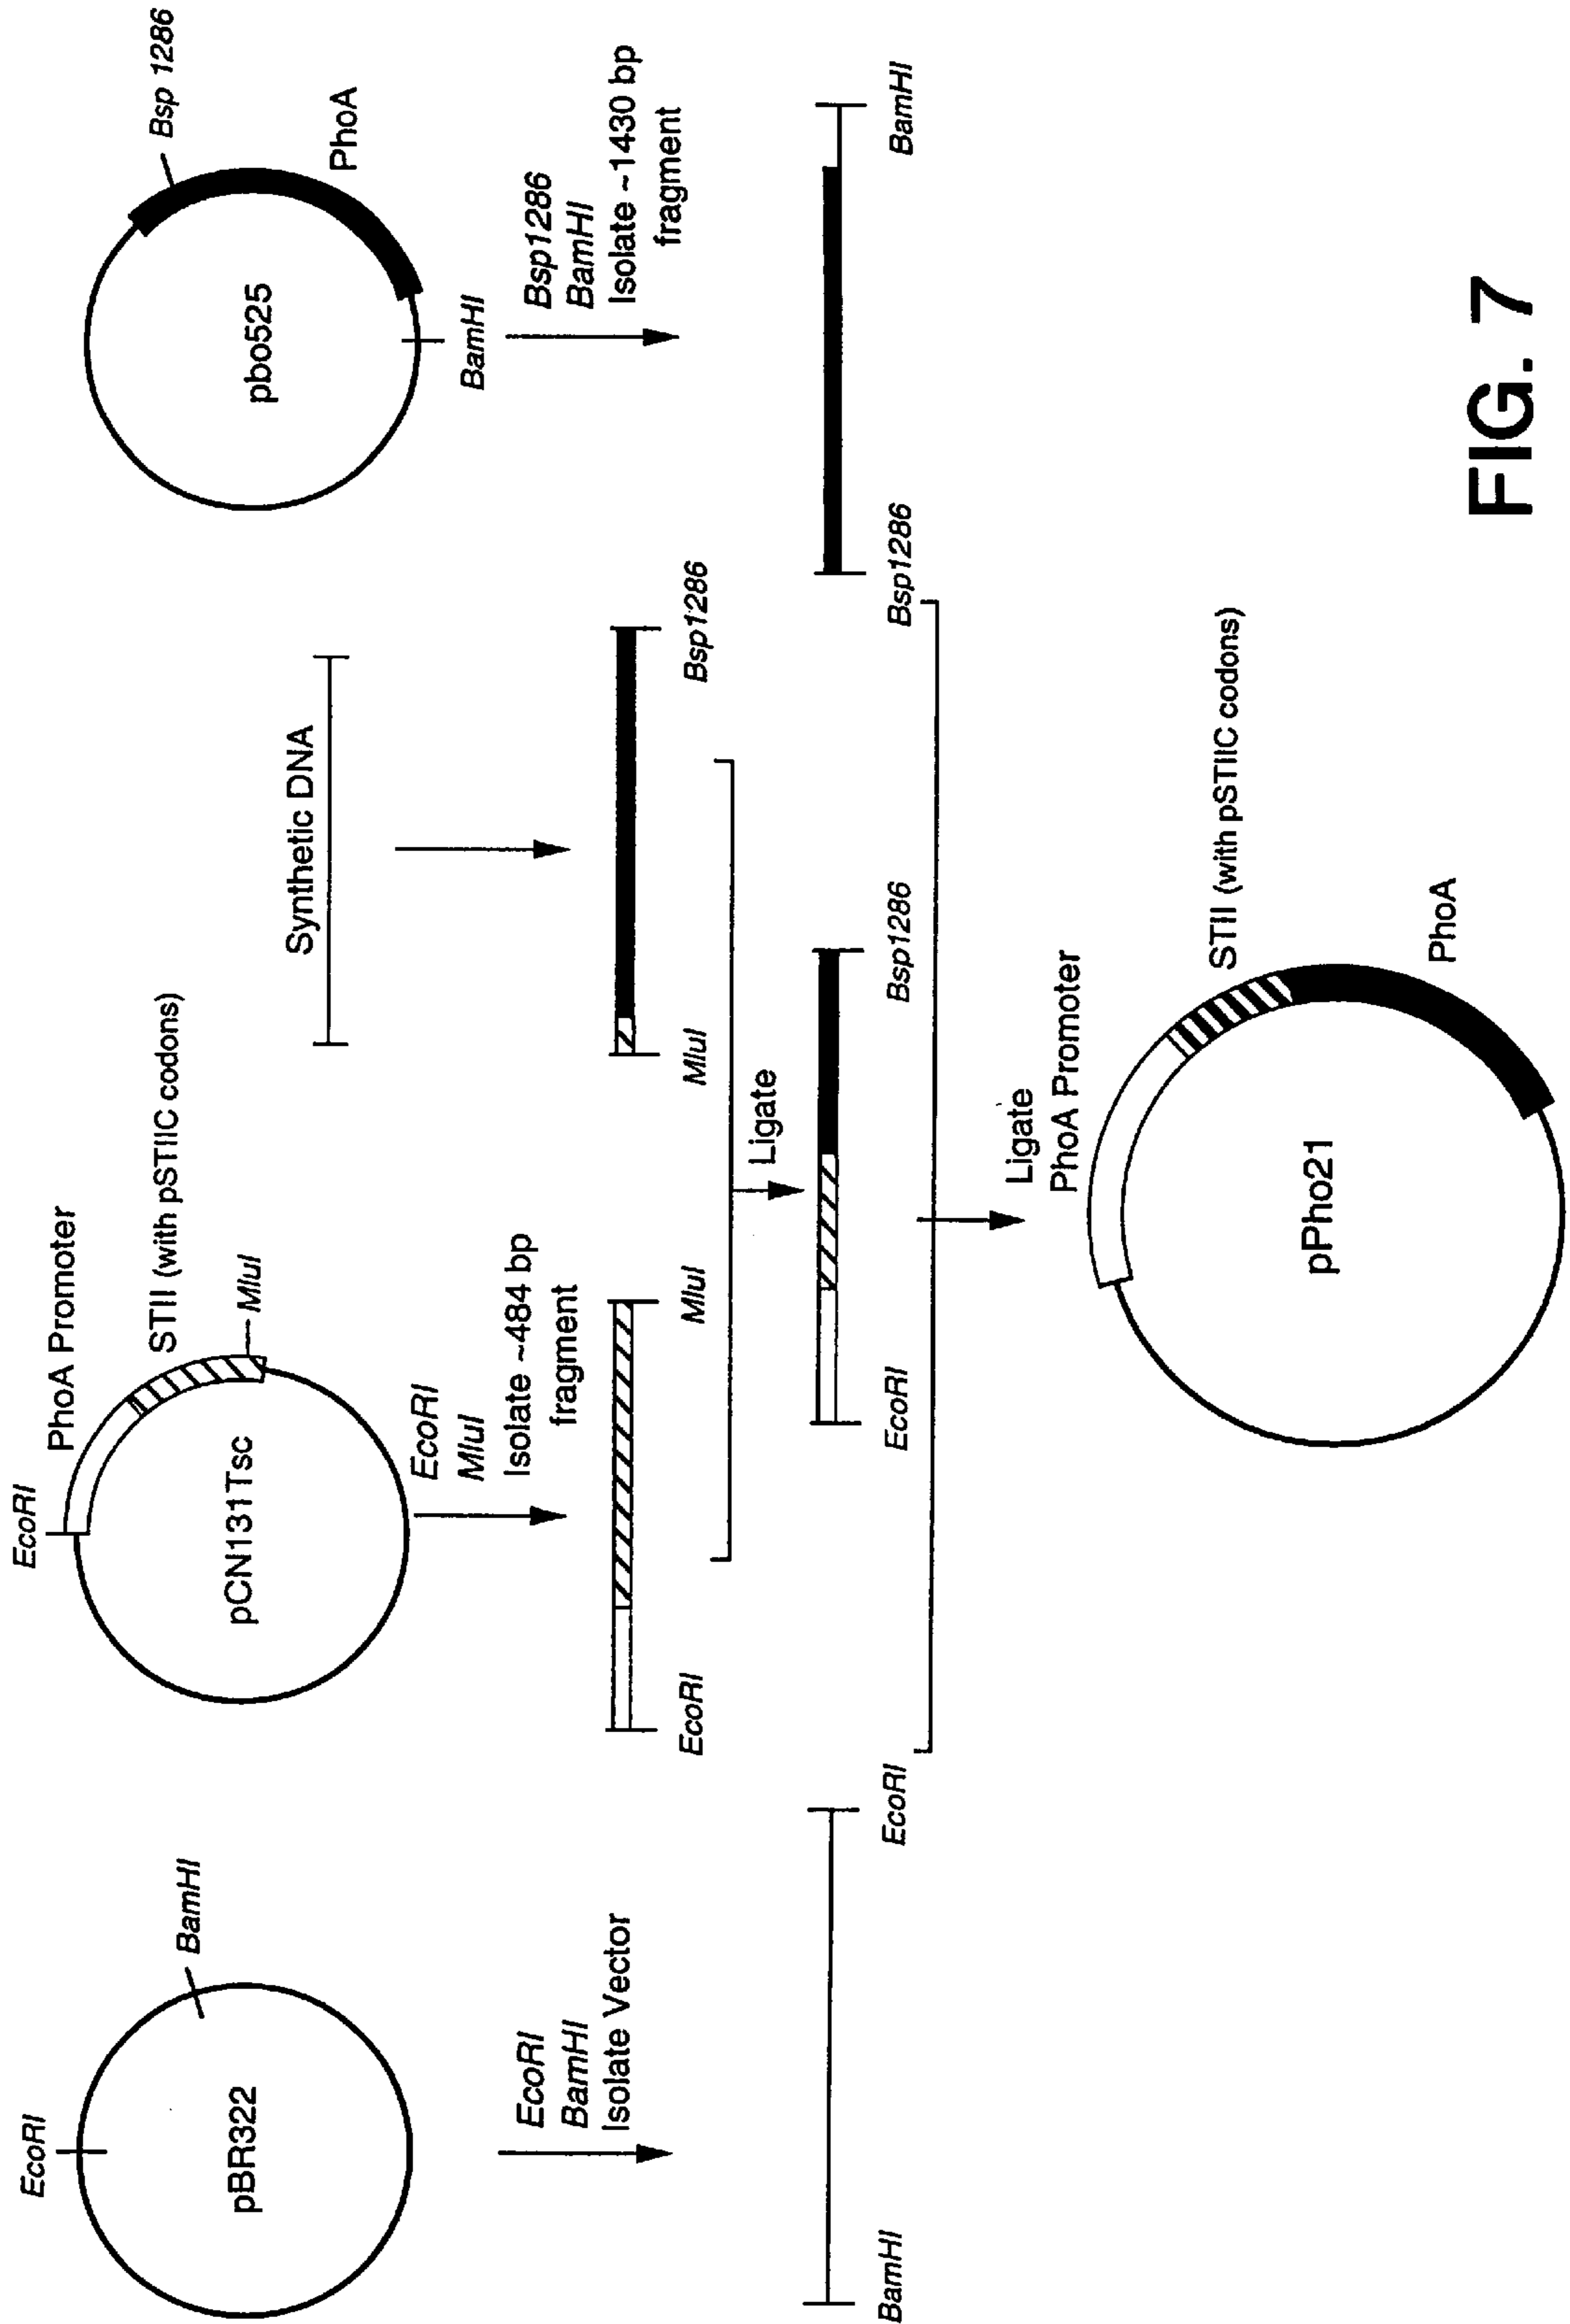 EcoRI
BamHI
pBR322
EcoRI
BamHI
Isolate Vector
BamHI
EcoRI
EcoRI
PhoA Promoter
STII (with pSTIIC codons)
MluI
pCN131Tsc
EcoRI
MluI
Isolate ~484 bp
fragment
EcoRI
MluI
Synthetic DNA
MluI
Bsp1286
Ligate
EcoRI
Bsp1286
Bsp 1286
PhoA
pbo525
BamHI
Bsp1286
BamHI
Isolate ~1430 bp
fragment
Bsp1286
BamHI
Ligate
PhoA Promoter
STII (with pSTIIC codons)
PhoA
pPho21
FIG. 7